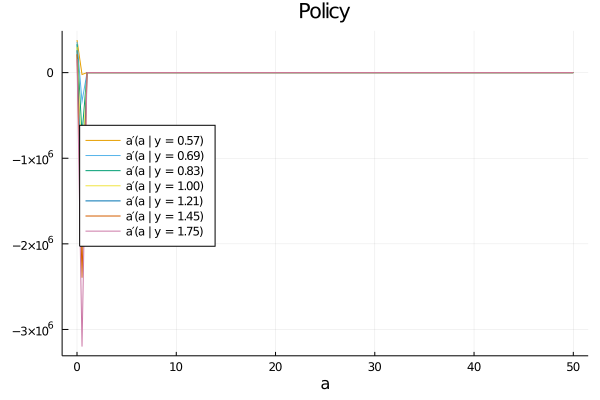 Policy
0
−1×10⁶
−2×10⁶
−3×10⁶
a′(a | y = 0.57)
a′(a | y = 0.69)
a′(a | y = 0.83)
a′(a | y = 1.00)
a′(a | y = 1.21)
a′(a | y = 1.45)
a′(a | y = 1.75)
0 10 20 30 40 50
a